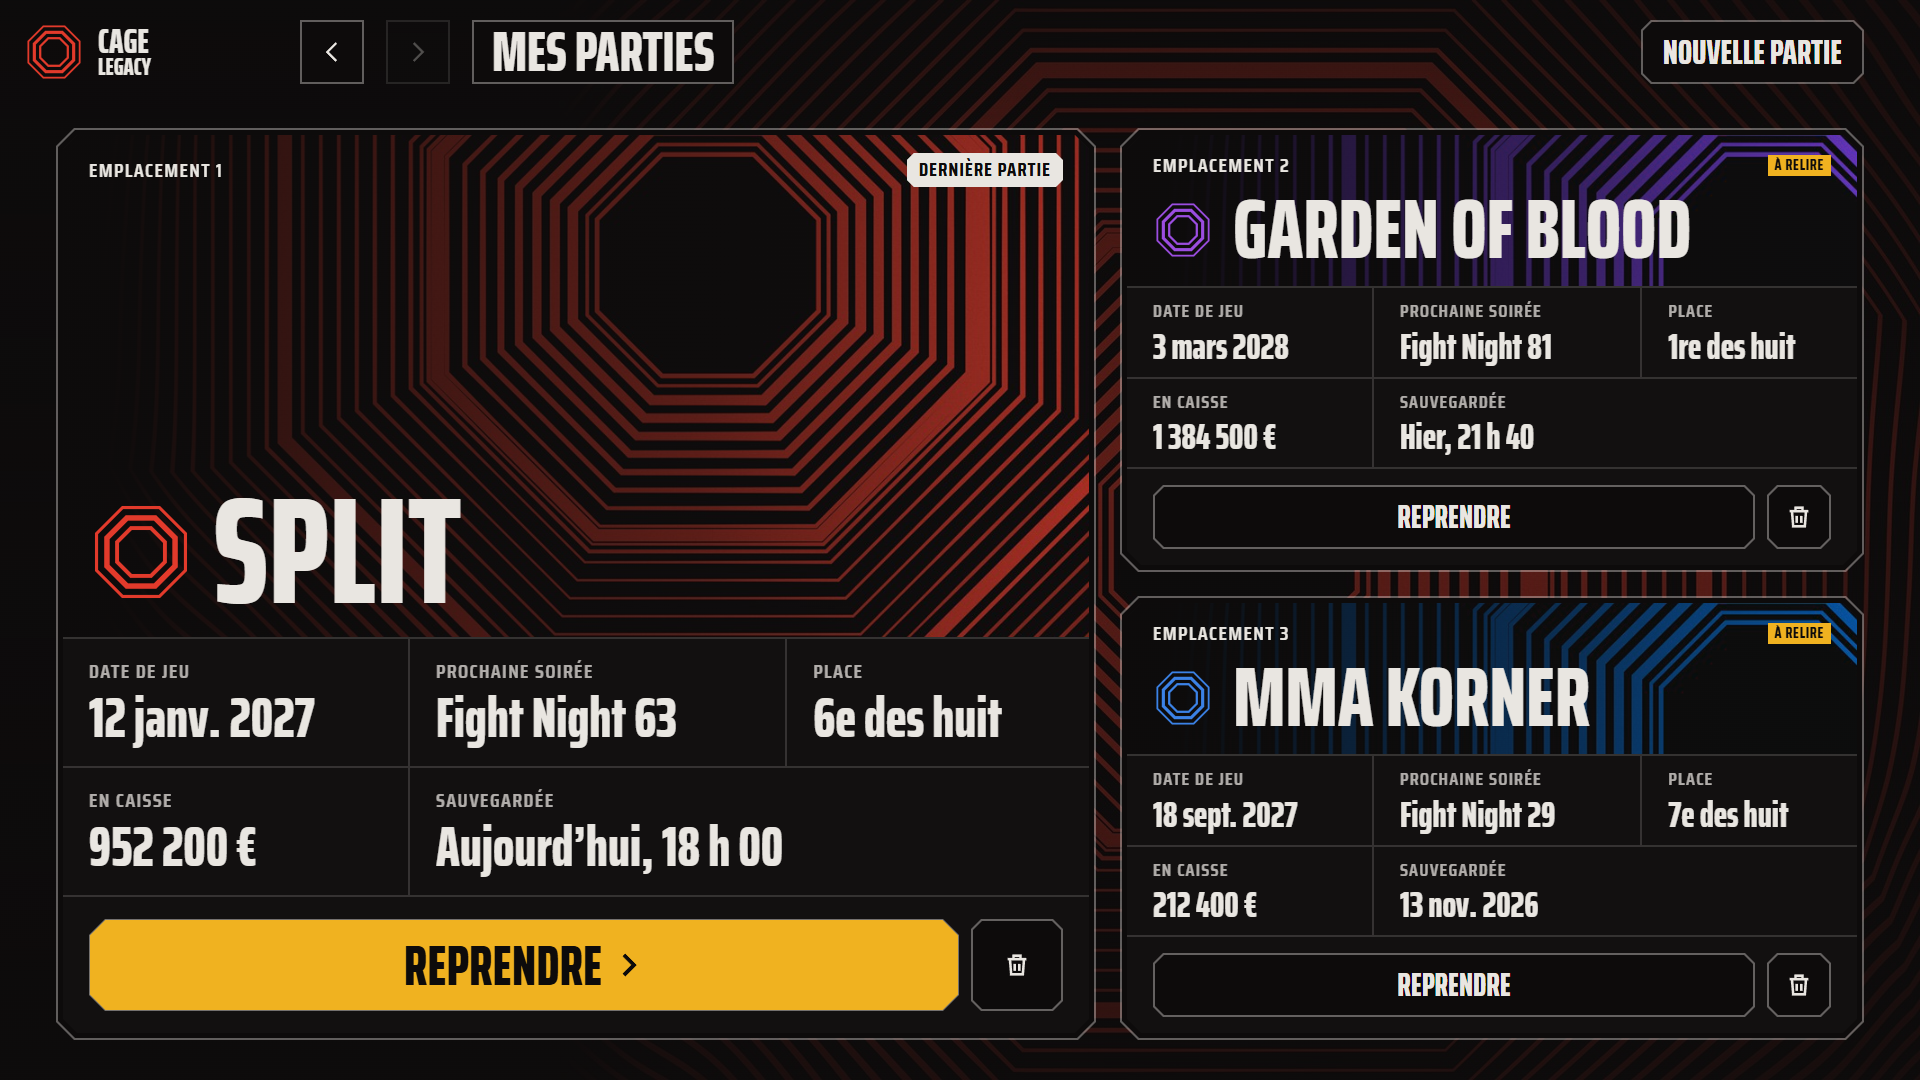 CAGE
LEGACY
MES PARTIES
NOUVELLE PARTIE
EMPLACEMENT 1
DERNIÈRE PARTIE
SPLIT
DATE DE JEU
12 janv. 2027
PROCHAINE SOIRÉE
Fight Night 63
PLACE
6e des huit
EN CAISSE
952 200 €
SAUVEGARDÉE
Aujourd’hui, 18 h 00
REPRENDRE
EMPLACEMENT 2
À RELIRE
GARDEN OF BLOOD
DATE DE JEU
3 mars 2028
PROCHAINE SOIRÉE
Fight Night 81
PLACE
1re des huit
EN CAISSE
1 384 500 €
SAUVEGARDÉE
Hier, 21 h 40
REPRENDRE
EMPLACEMENT 3
À RELIRE
MMA KORNER
DATE DE JEU
18 sept. 2027
PROCHAINE SOIRÉE
Fight Night 29
PLACE
7e des huit
EN CAISSE
212 400 €
SAUVEGARDÉE
13 nov. 2026
REPRENDRE